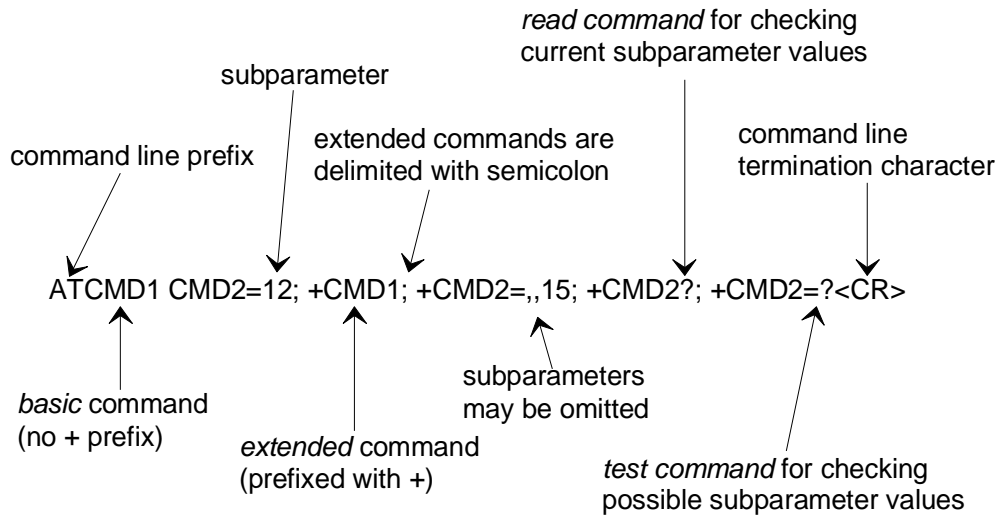 read command for checking
current subparameter values
subparameter
extended commands are
delimited with semicolon
command line
termination character
command line prefix
ATCMD1 CMD2=12; +CMD1; +CMD2=,,15; +CMD2?; +CMD2=?<CR>
basic command
(no + prefix)
extended command
(prefixed with +)
subparameters
may be omitted
test command for checking
possible subparameter values